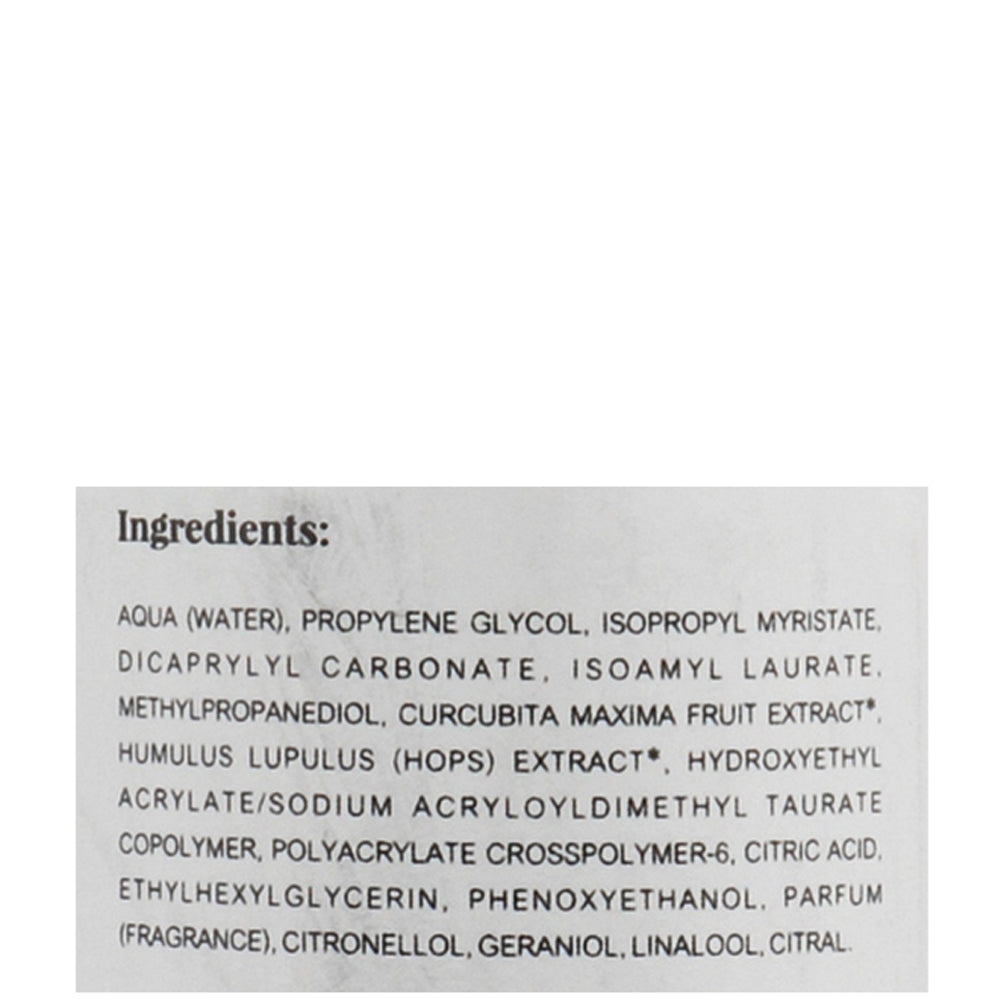 Ingredients:
AQUA (WATER), PROPYLENE GLYCOL, ISOPROPYL MYRISTATE,
DICAPRYLYL CARBONATE, ISOAMYL LAURATE,
METHYLPROPANEDIOL, CURCUBITA MAXIMA FRUIT EXTRACT*,
HUMULUS LUPULUS (HOPS) EXTRACT*, HYDROXYETHYL
ACRYLATE/SODIUM ACRYLOYLDIMETHYL TAURATE
COPOLYMER, POLYACRYLATE CROSSPOLYMER-6, CITRIC ACID,
ETHYLHEXYLGLYCERIN, PHENOXYETHANOL, PARFUM
(FRAGRANCE), CITRONELLOL, GERANIOL, LINALOOL, CITRAL.